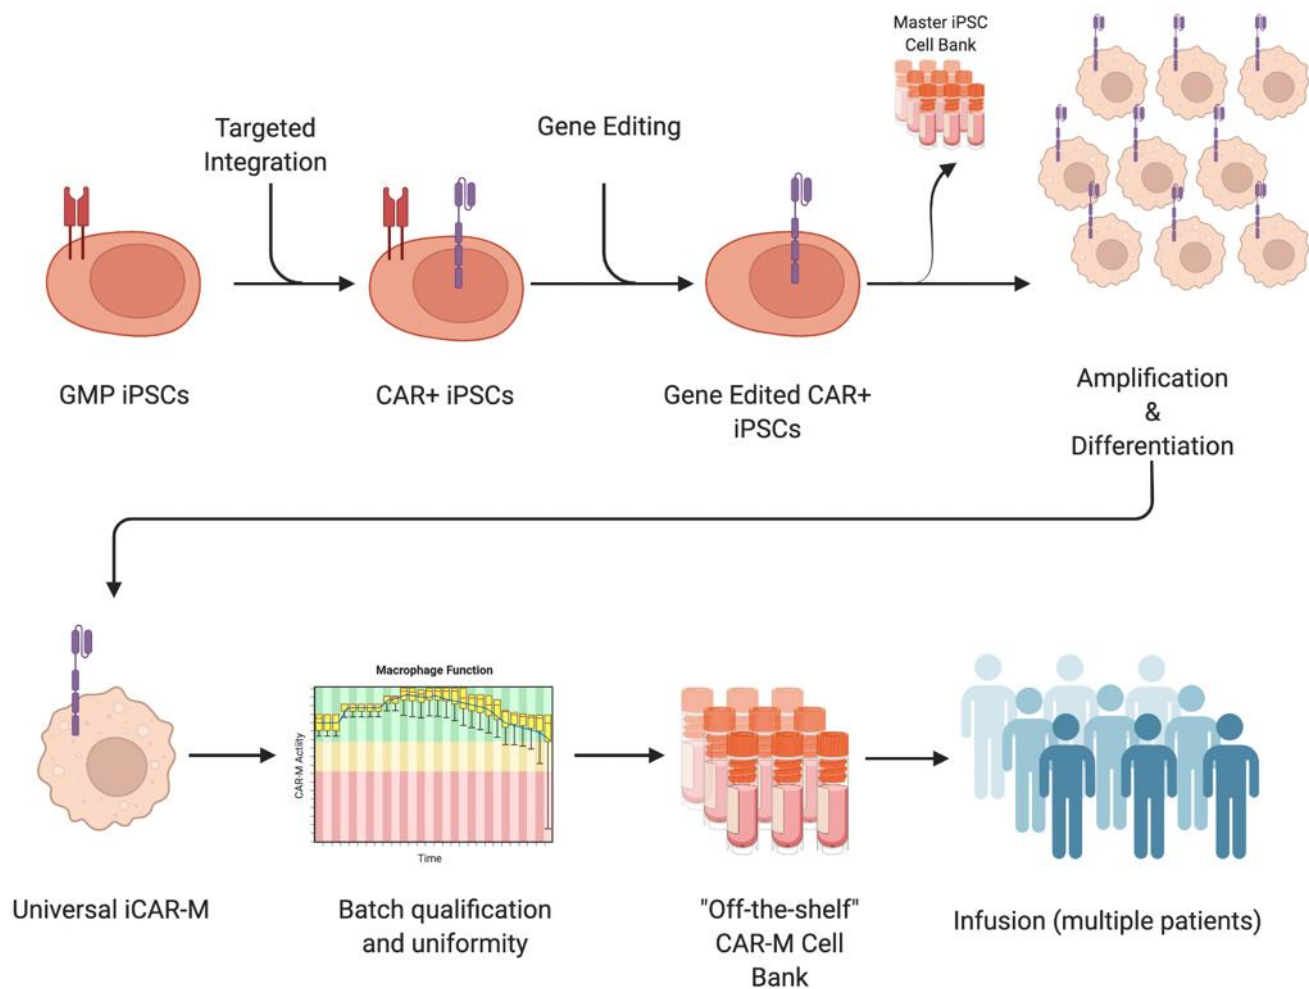 Master iPSC
Cell Bank
Targeted
Integration
Gene Editing
GMP iPSCs
CAR+ iPSCs
Gene Edited CAR+
iPSCs
Amplification
&
Differentiation
Macrophage Function
CAR-M Actiity
Time
Universal iCAR-M
Batch qualification
and uniformity
"Off-the-shelf"
CAR-M Cell
Bank
Infusion (multiple patients)